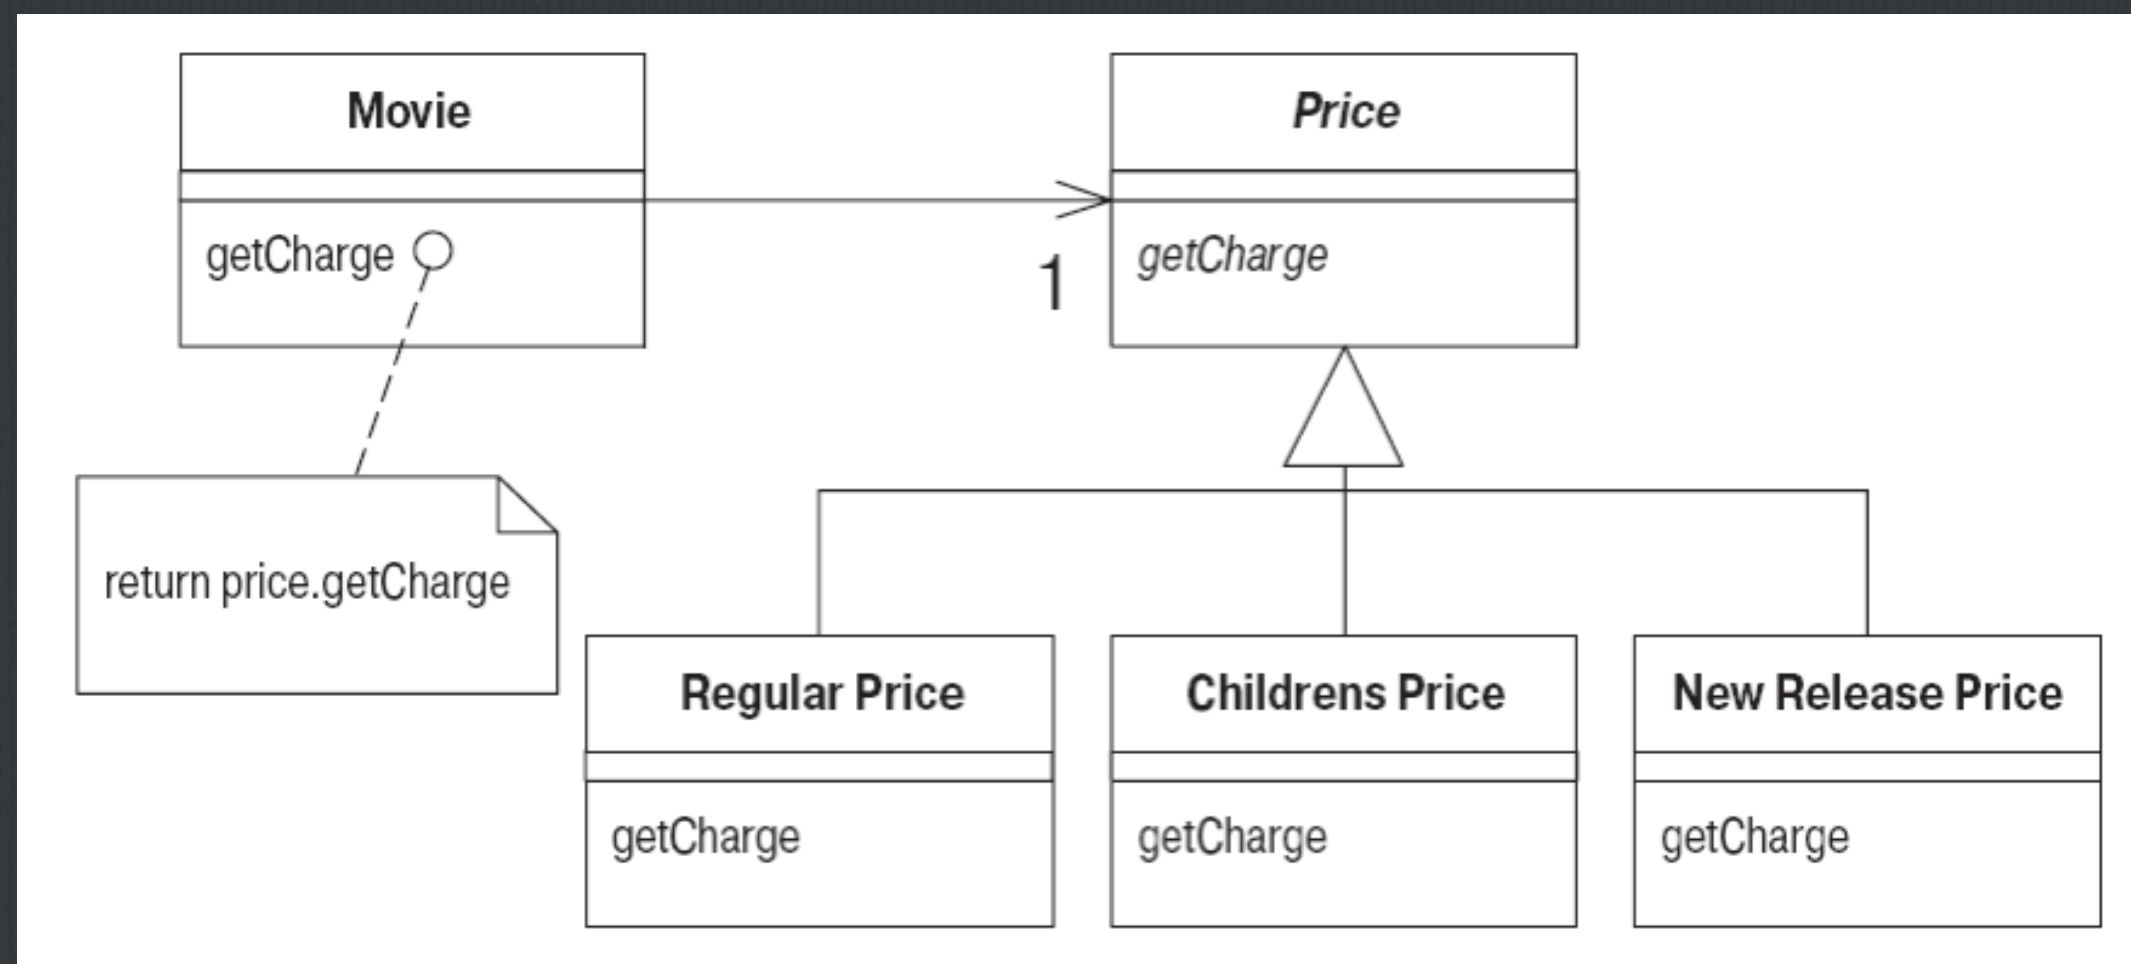 Movie
getCharge
Price
getCharge
1
return price.getCharge
Regular Price
getCharge
Childrens Price
getCharge
New Release Price
getCharge